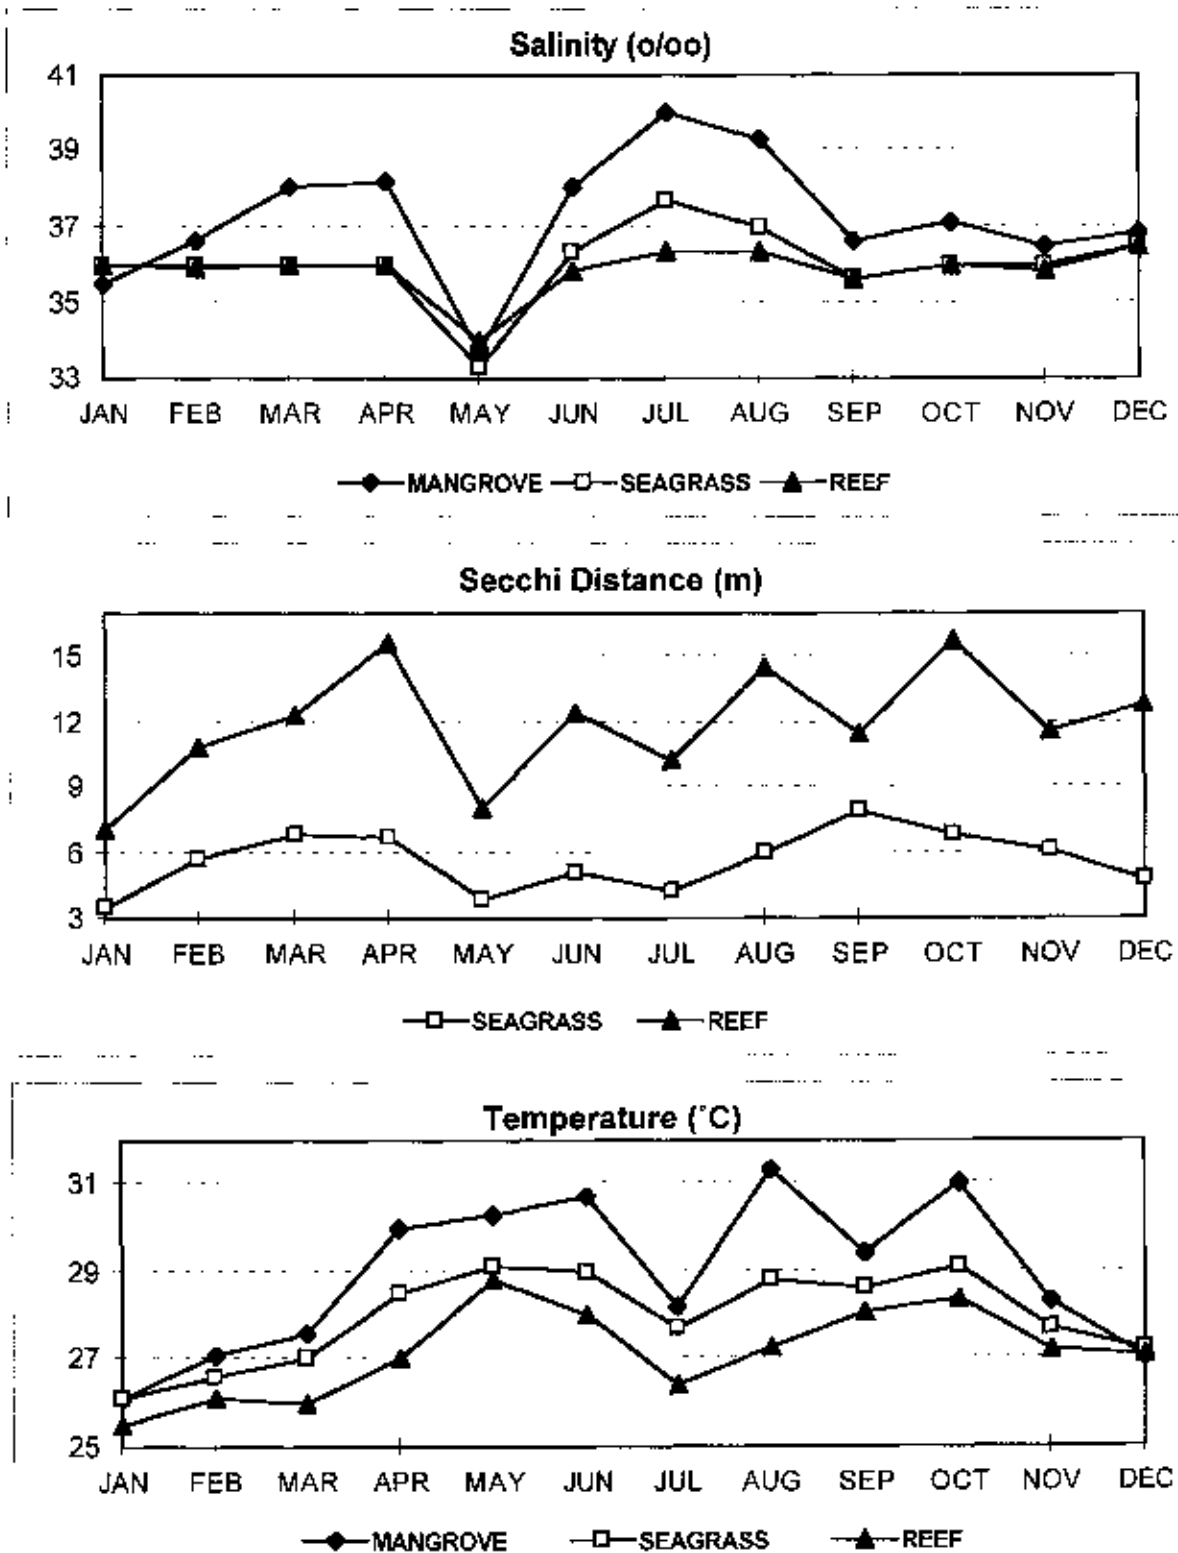 Salinity (o/oo)
41
39
37
35
33
JAN FEB MAR APR MAY JUN JUL AUG SEP OCT NOV DEC
MANGROVE SEAGRASS REEF
Secchi Distance (m)
15
12
9
6
3
JAN FEB MAR APR MAY JUN JUL AUG SEP OCT NOV DEC
SEAGRASS REEF
Temperature (°C)
31
29
27
25
JAN FEB MAR APR MAY JUN JUL AUG SEP OCT NOV DEC
MANGROVE SEAGRASS REEF